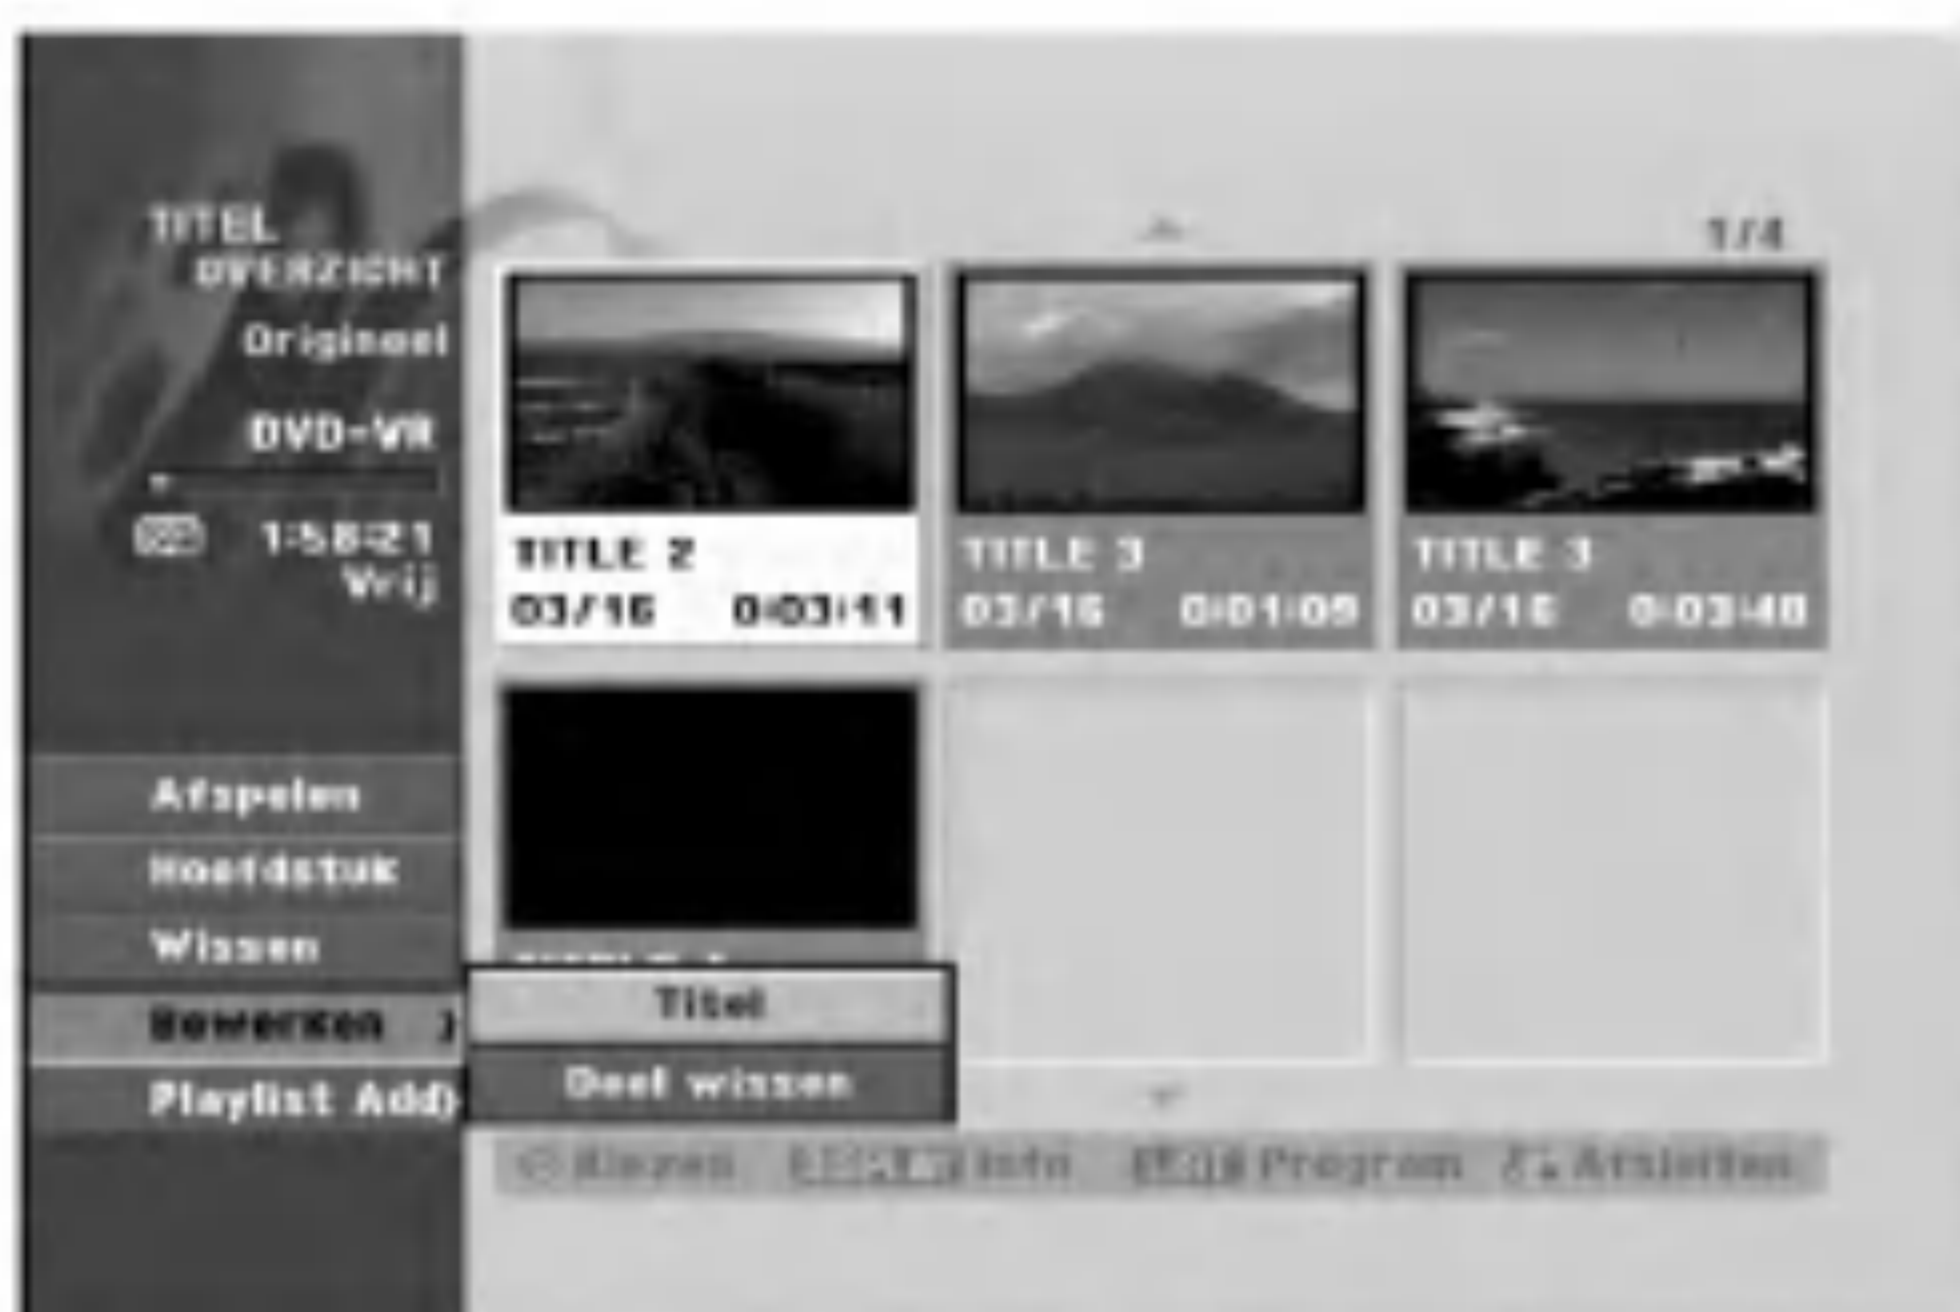 TITEL
OVERZICHT
Origineel
DVD-VR
1:58:21
Vrij
1/4
TITLE 2
03/16 0:03:11
TITLE 3
03/16 0:01:09
TITLE 3
03/16 0:03:48
Afspelen
Hoofdstuk
Wissen
Bewerken
Playlist Add
Titel
Deel wissen
Kiezen Info Program Afsluiten